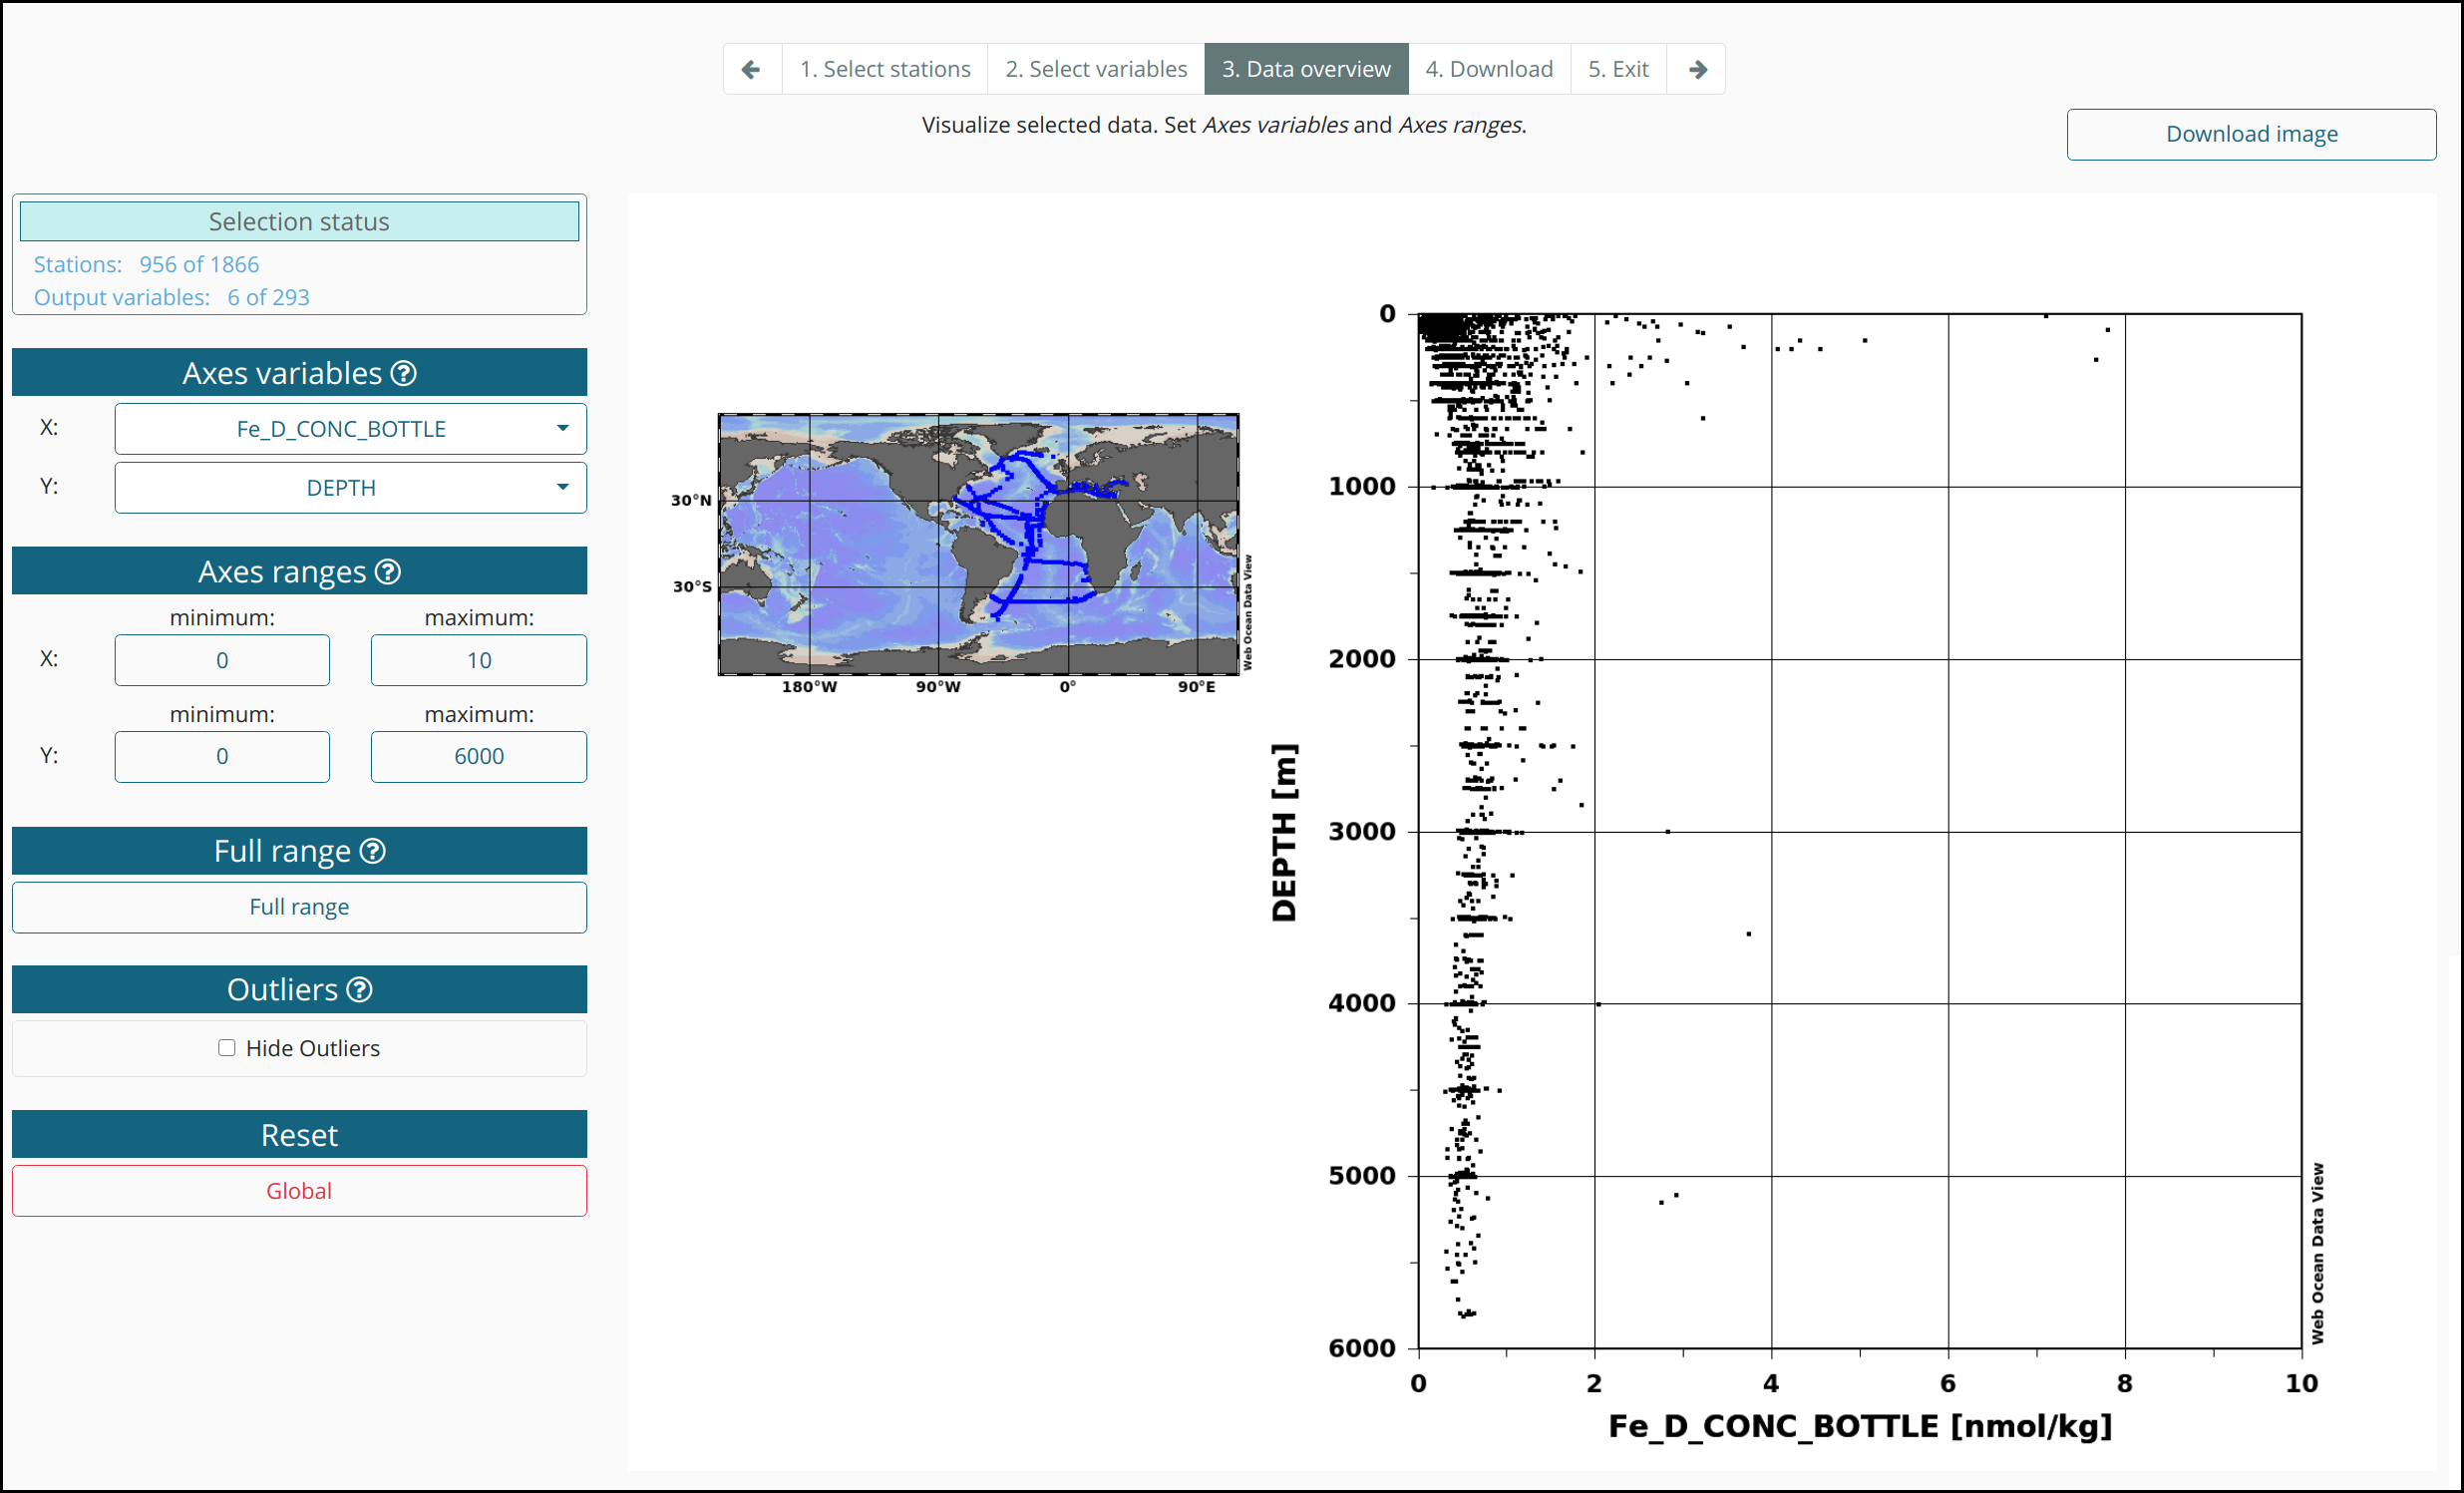 1. Select stations 2. Select variables 3. Data overview 4. Download 5. Exit
Visualize selected data. Set Axes variables and Axes ranges.
Download image
Selection status
Stations: 956 of 1866
Output variables: 6 of 293
Axes variables
X: Fe_D_CONC_BOTTLE
Y: DEPTH
Axes ranges
minimum: maximum:
X: 0 10
minimum: maximum:
Y: 0 6000
Full range
Full range
Outliers
Hide Outliers
Reset
Global
30°N
30°S
180°W 90°W 0° 90°E
Web Ocean Data View
DEPTH [m]
0
1000
2000
3000
4000
5000
6000
0 2 4 6 8 10
Fe_D_CONC_BOTTLE [nmol/kg]
Web Ocean Data View